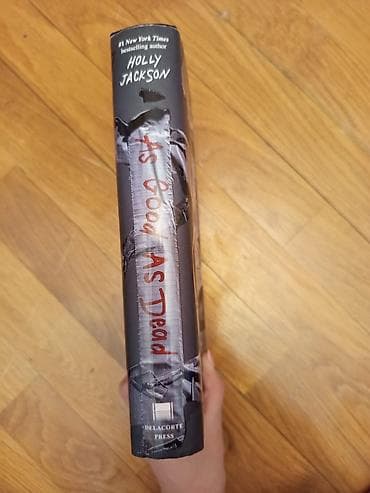 #1 New York Times
bestselling author
HOLLY
JACKSON
As Good As Dead
DELACORTE
PRESS